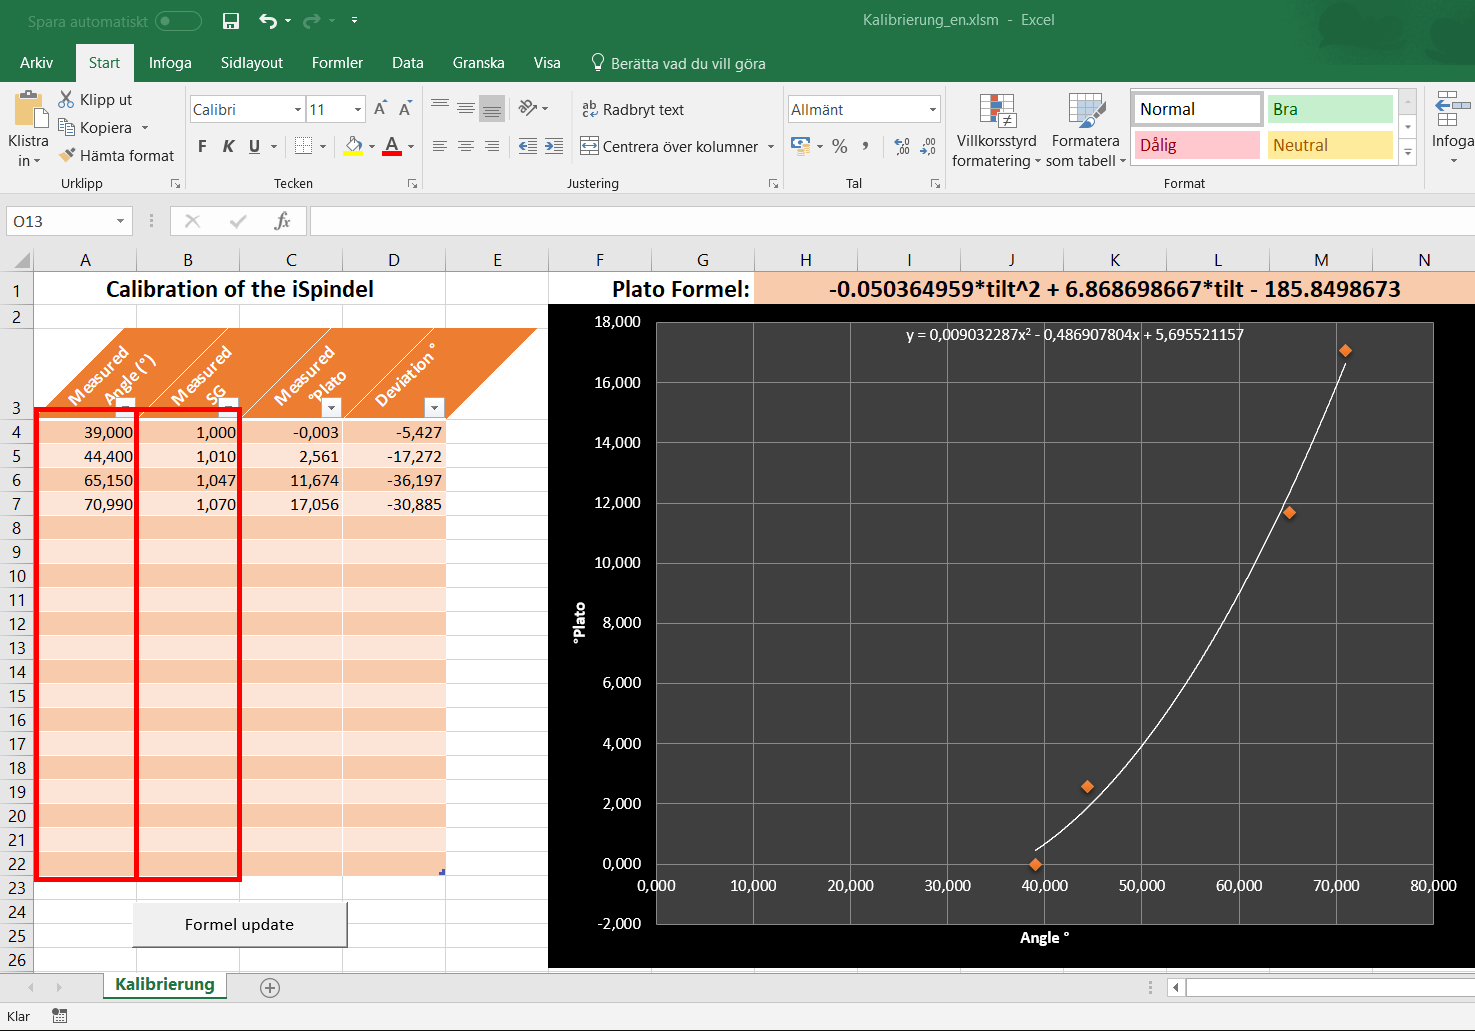 Spara automatiskt
Kalibrierung_en.xlsm - Excel
Arkiv Start Infoga Sidlayout Formler Data Granska Visa Berätta vad du vill göra
Klistra in
Klipp ut
Kopiera
Hämta format
Urklipp
Calibri 11
F K U
Tecken
Radbryt text
Centrera över kolumner
Justering
Allmänt
%
Tal
Villkorsstyrd formatering
Formatera som tabell
Normal Bra
Dålig Neutral
Format
Infoga
O13
fx
A B C D E F G H I J K L M N
1 Calibration of the iSpindel Plato Formel: -0.050364959*tilt^2 + 6.868698667*tilt - 185.8498673
2
3 Measured Angle (°) Measured SG Measured °Plato Deviation °
4 39,000 1,000 -0,003 -5,427
5 44,400 1,010 2,561 -17,272
6 65,150 1,047 11,674 -36,197
7 70,990 1,070 17,056 -30,885
8
9
10
11
12
13
14
15
16
17
18
19
20
21
22
23
24
25
26
Formel update
y = 0,009032287x² - 0,486907804x + 5,695521157
18,000
16,000
14,000
12,000
10,000
8,000
6,000
4,000
2,000
0,000
-2,000
°Plato
0,000 10,000 20,000 30,000 40,000 50,000 60,000 70,000 80,000
Angle °
Kalibrierung
Klar